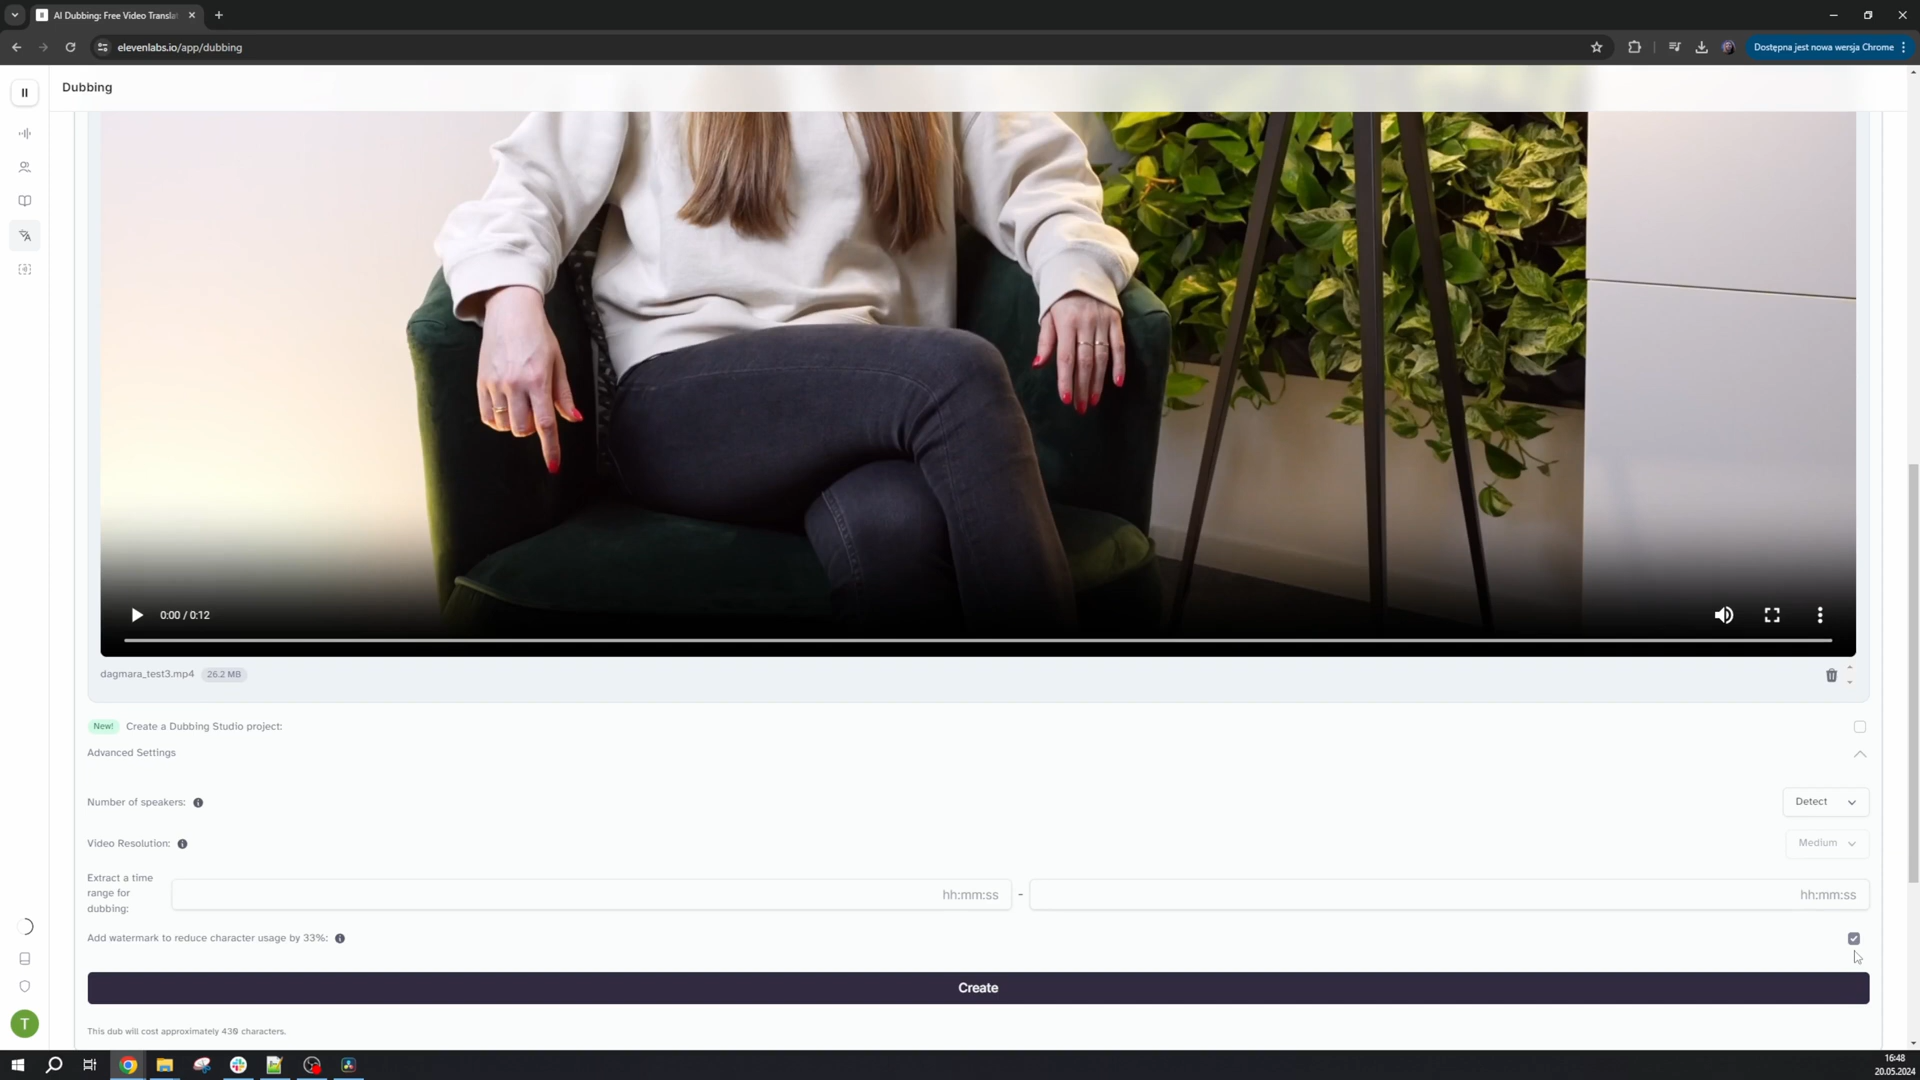 AI Dubbing: Free Video Transla
elevenlabs.io/app/dubbing
Dostępna jest nowa wersja Chrome
Dubbing
0:00 / 0:12
dagmara_test3.mp4 26.2 MB
New! Create a Dubbing Studio project:
Advanced Settings
Number of speakers:
Detect
Video Resolution:
Medium
Extract a time
range for
dubbing:
hh:mm:ss - hh:mm:ss
Add watermark to reduce character usage by 33%:
Create
This dub will cost approximately 430 characters.
T
16:48
20.05.2024